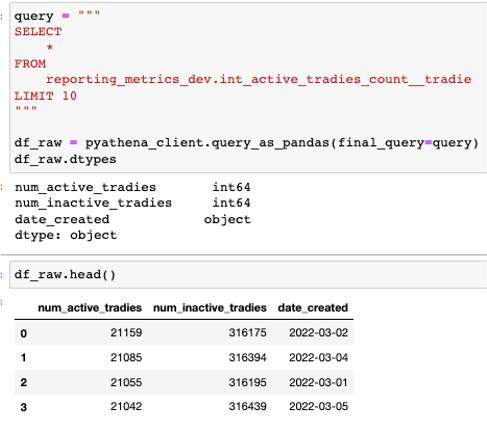 query = """
SELECT
*
FROM
reporting_metrics_dev.int_active_tradies_count__tradie
LIMIT 10
"""
df_raw = pyathena_client.query_as_pandas(final_query=query)
df_raw.dtypes
num_active_tradies int64
num_inactive_tradies int64
date_created object
dtype: object
df_raw.head()
num_active_tradies num_inactive_tradies date_created
0 21159 316175 2022-03-02
1 21085 316394 2022-03-04
2 21055 316195 2022-03-01
3 21042 316439 2022-03-05